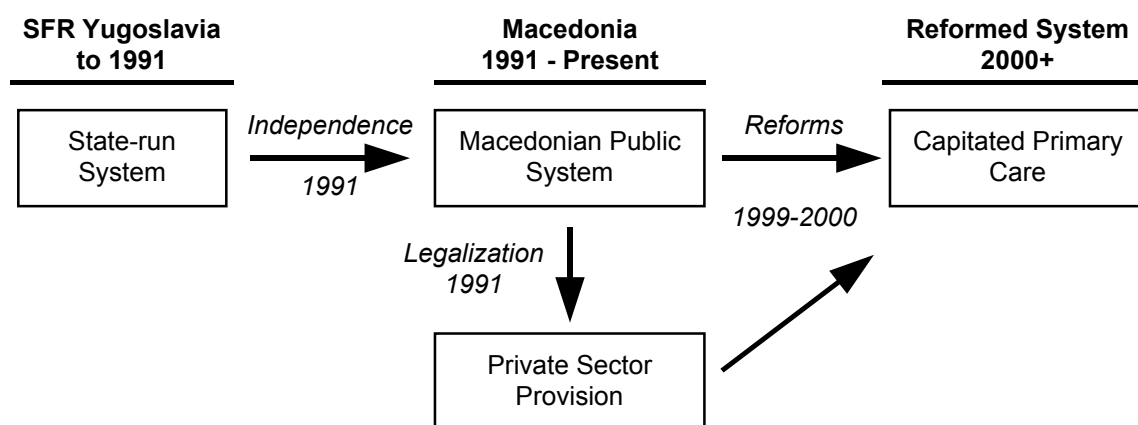 SFR Yugoslavia
to 1991
Macedonia
1991 - Present
Reformed System
2000+
State-run
System
Independence
1991
Macedonian Public
System
Reforms
1999-2000
Capitated Primary
Care
Legalization
1991
Private Sector
Provision